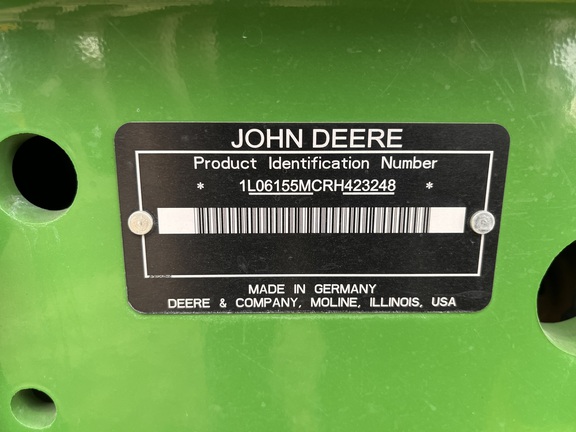 JOHN DEERE
Product Identification Number
* 1L06155MCRH423248 *
MADE IN GERMANY
DEERE & COMPANY, MOLINE, ILLINOIS, USA